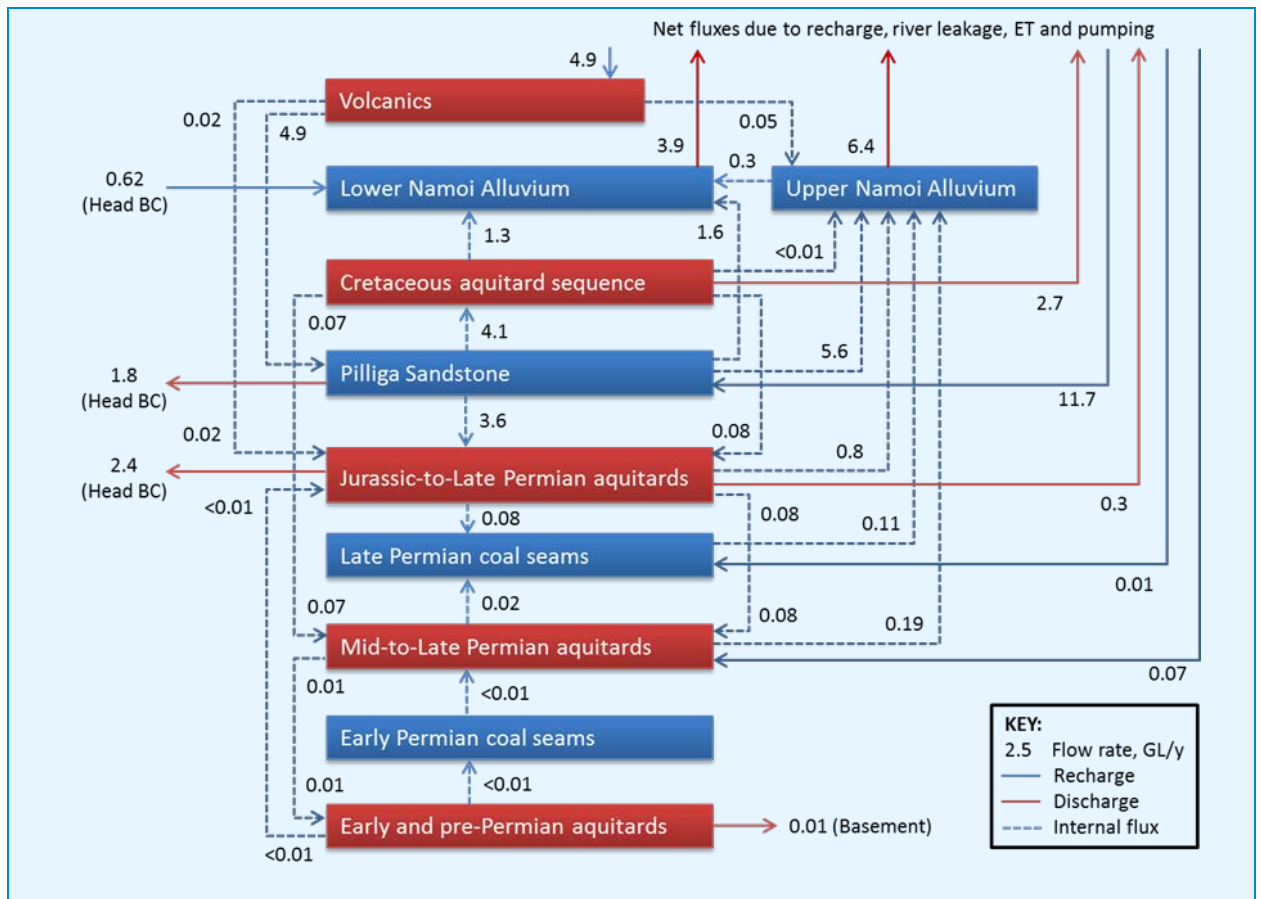 Net fluxes due to recharge, river leakage, ET and pumping
4.9
Volcanics
0.02
4.9
0.05
3.9
6.4
0.62
(Head BC)
Lower Namoi Alluvium
0.3
Upper Namoi Alluvium
1.3
1.6
<0.01
Cretaceous aquitard sequence
2.7
0.07
4.1
5.6
1.8
(Head BC)
Pilliga Sandstone
11.7
0.02
3.6
0.08
0.8
2.4
(Head BC)
Jurassic-to-Late Permian aquitards
<0.01
0.08
0.08
0.11
0.3
Late Permian coal seams
0.01
0.07
0.02
0.08
0.19
Mid-to-Late Permian aquitards
0.07
0.01
<0.01
Early Permian coal seams
0.01
<0.01
Early and pre-Permian aquitards
0.01 (Basement)
<0.01
KEY:
2.5 Flow rate, GL/y
Recharge
Discharge
Internal flux